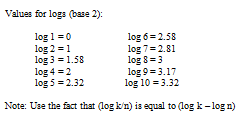 Values for logs (base 2):
log 1 = 0 log 6 = 2.58
log 2 = 1 log 7 = 2.81
log 3 = 1.58 log 8 = 3
log 4 = 2 log 9 = 3.17
log 5 = 2.32 log 10 = 3.32
Note: Use the fact that (log k/n) is equal to (log k – log n)